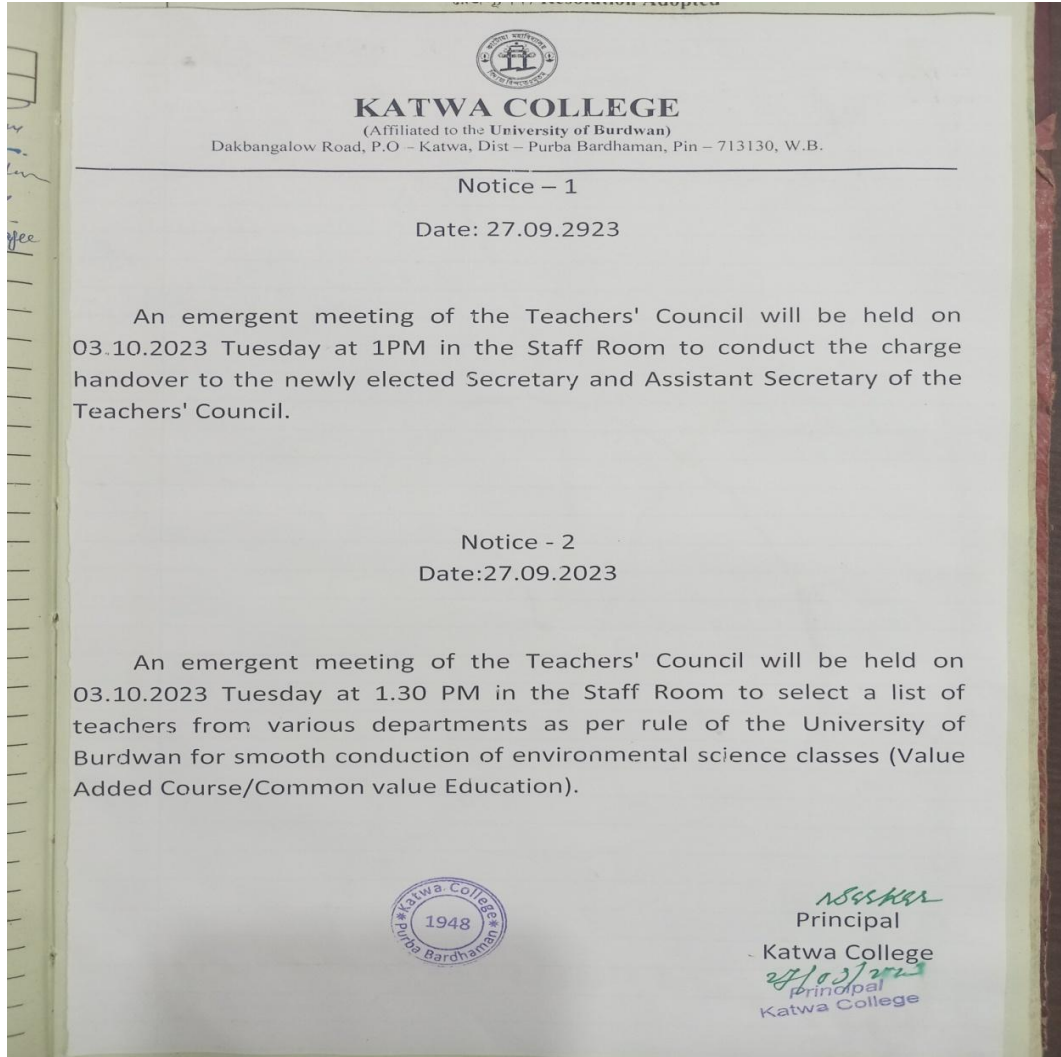 Resolution Adopted
KATWA COLLEGE
(Affiliated to the University of Burdwan)
Dakbangalow Road, P.O – Katwa, Dist – Purba Bardhaman, Pin – 713130, W.B.
Notice – 1
Date: 27.09.2923
An emergent meeting of the Teachers' Council will be held on
03.10.2023 Tuesday at 1PM in the Staff Room to conduct the charge
handover to the newly elected Secretary and Assistant Secretary of the
Teachers' Council.
Notice - 2
Date:27.09.2023
An emergent meeting of the Teachers' Council will be held on
03.10.2023 Tuesday at 1.30 PM in the Staff Room to select a list of
teachers from various departments as per rule of the University of
Burdwan for smooth conduction of environmental science classes (Value
Added Course/Common value Education).
Katwa College
1948
Purba Bardhaman
Principal
Katwa College
Principal
Katwa College